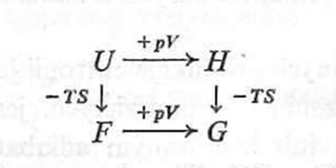 +pV
U → H
−TS ↓ ↓ −TS
+pV
F → G